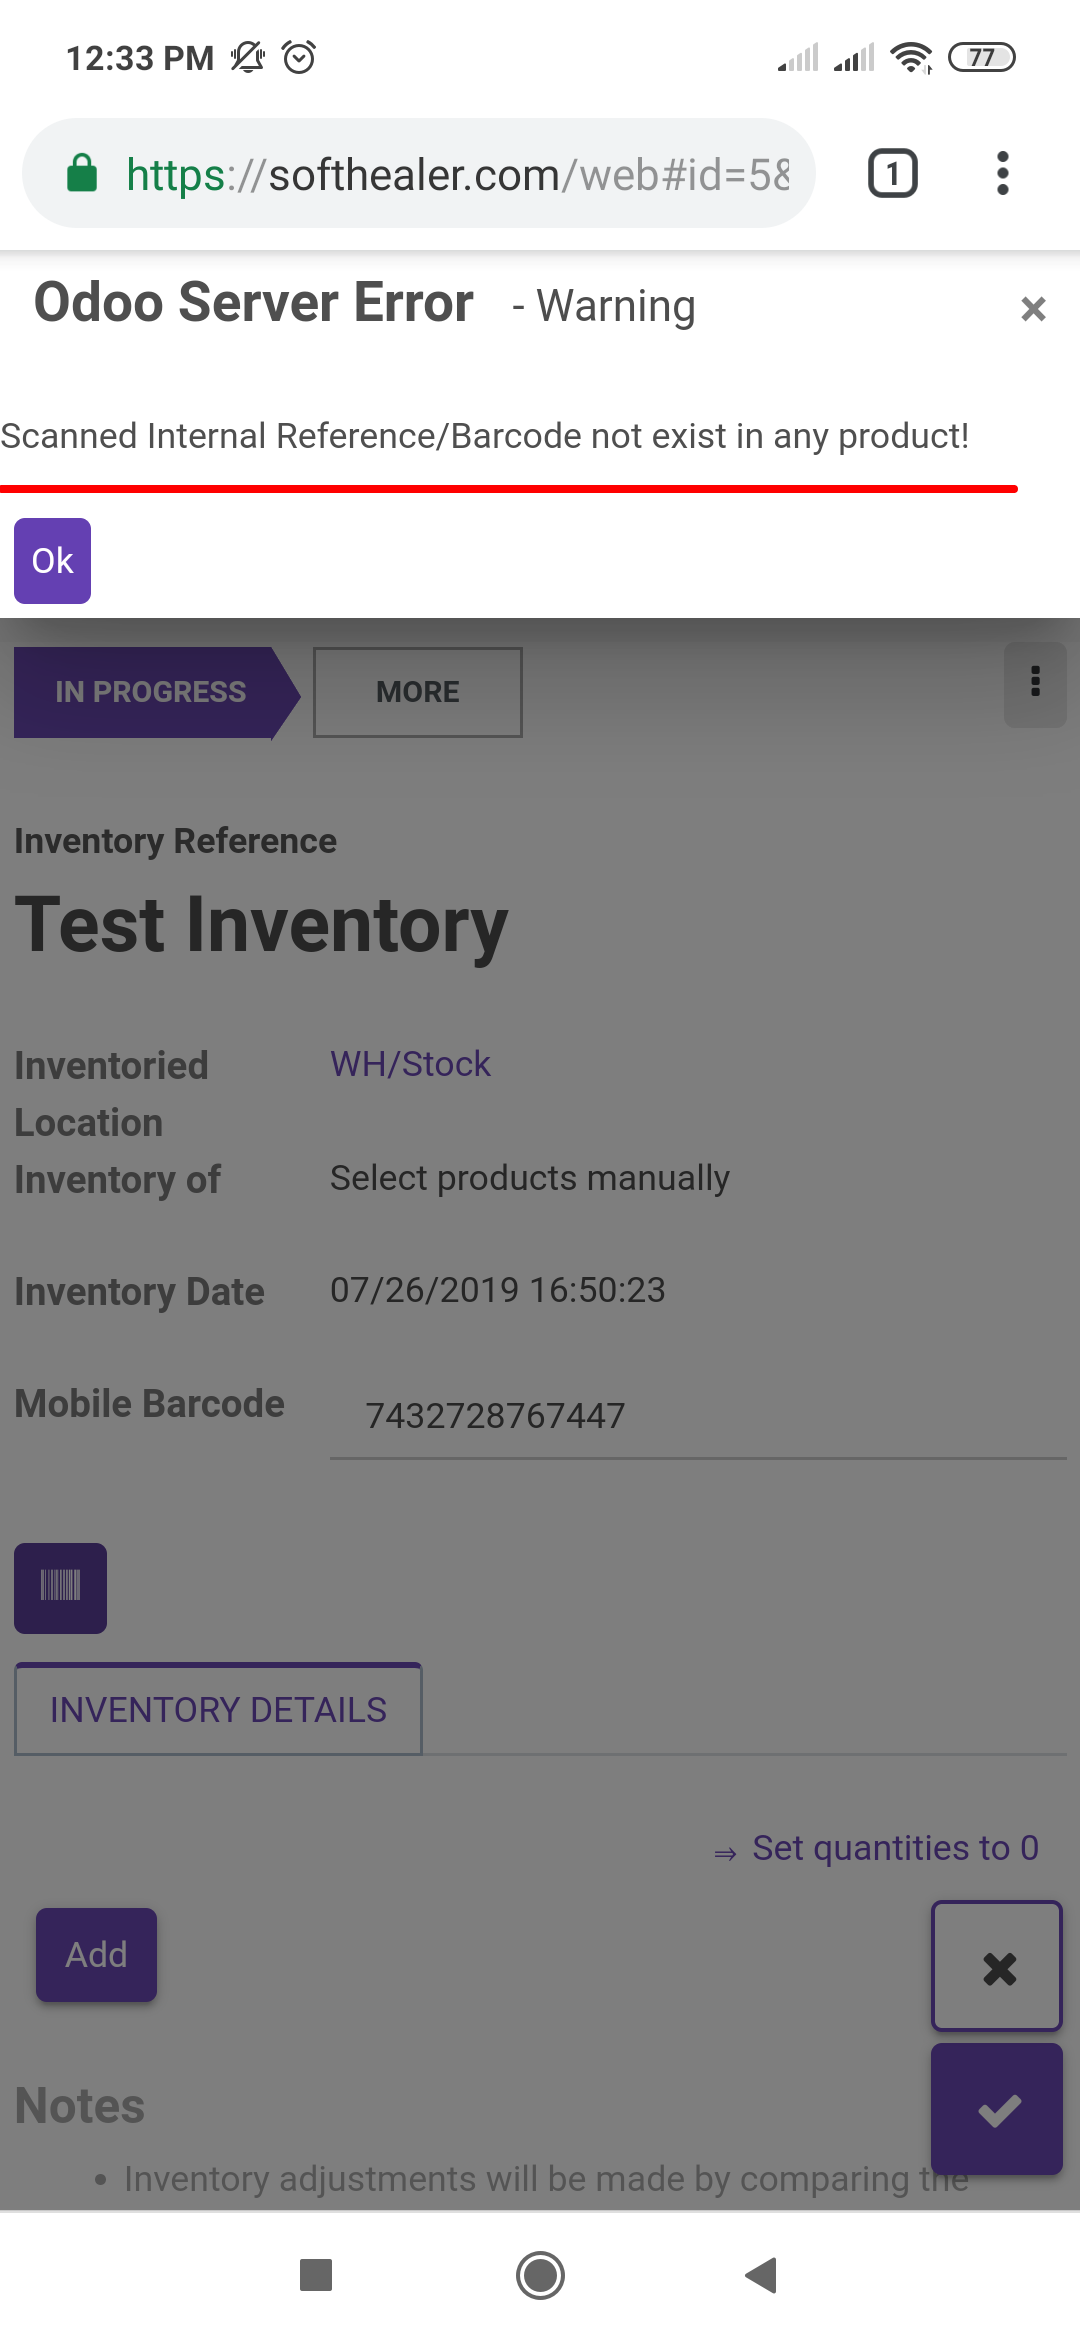 12:33 PM
77
https://softhealer.com/web#id=5&
1
Odoo Server Error - Warning
×
Scanned Internal Reference/Barcode not exist in any product!
Ok
IN PROGRESS
MORE
Inventory Reference
Test Inventory
Inventoried Location
WH/Stock
Inventory of
Select products manually
Inventory Date
07/26/2019 16:50:23
Mobile Barcode
7432728767447
INVENTORY DETAILS
⇒ Set quantities to 0
Add
Notes
• Inventory adjustments will be made by comparing the